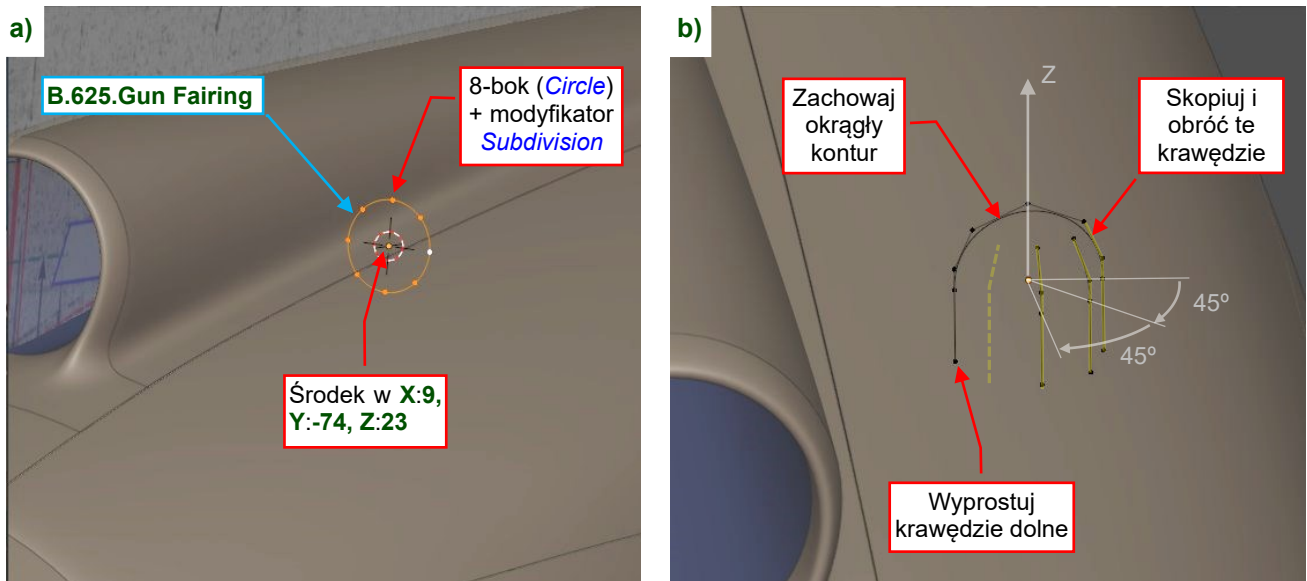 a)
B.625.Gun Fairing
8-bok (Circle)
+ modyfikator
Subdivision
Środek w X:9,
Y:-74, Z:23
b)
Z
Zachowaj
okrągły
kontur
Skopiuj i
obróć te
krawędzie
45º
45º
Wyprostuj
krawędzie dolne